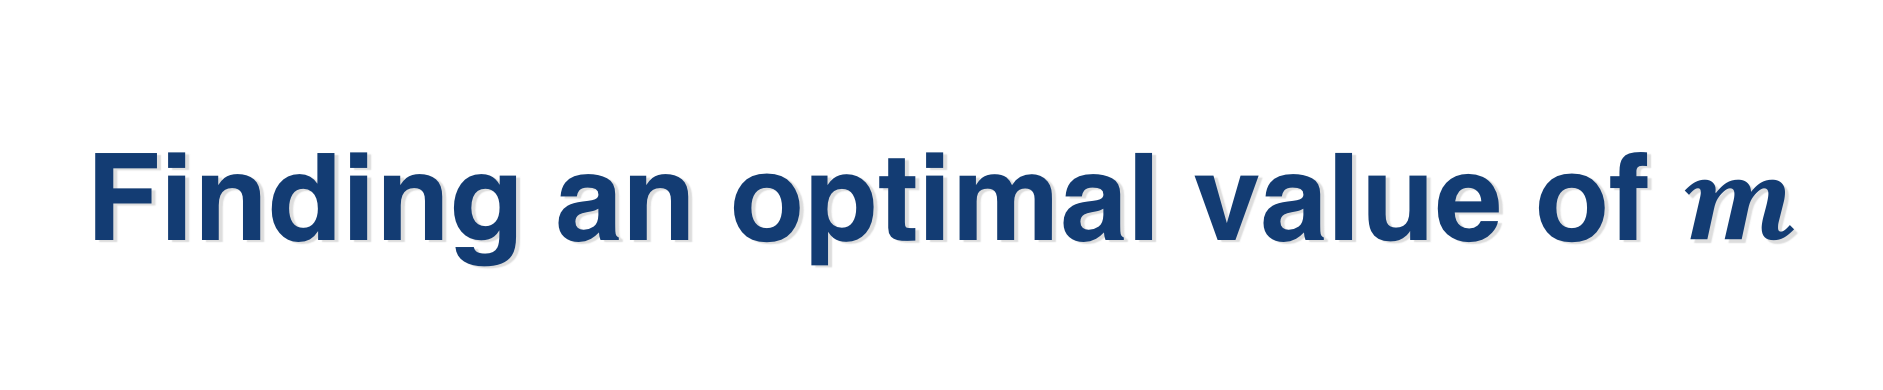 Finding an optimal value of m